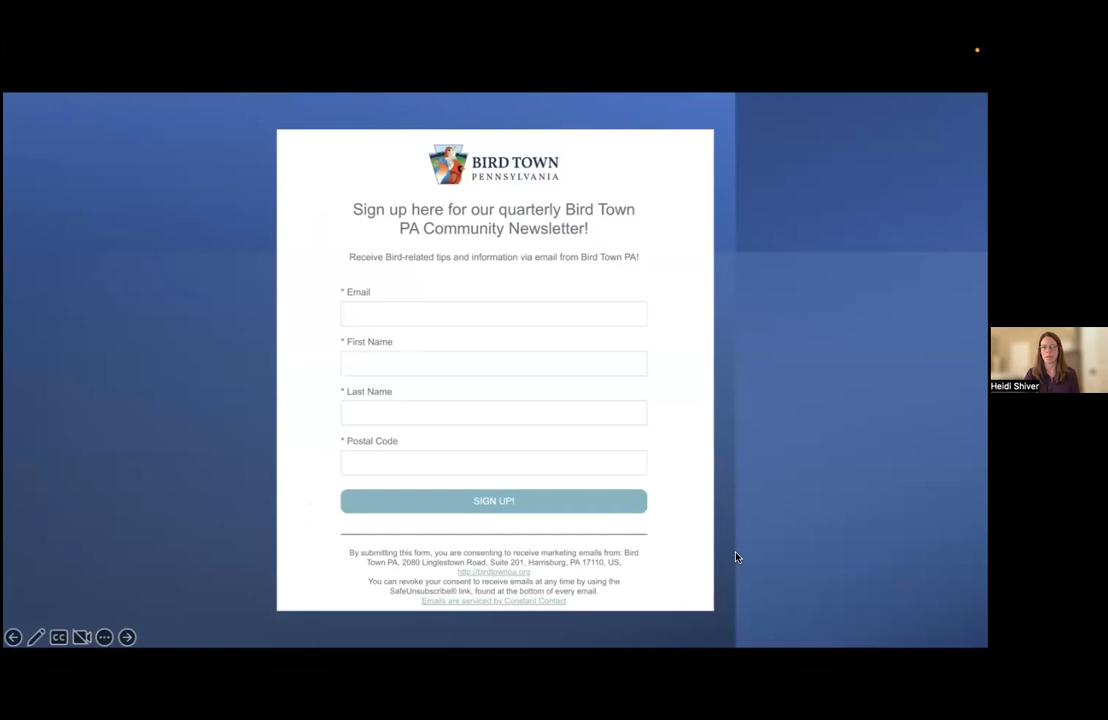 BIRD TOWN
PENNSYLVANIA
Sign up here for our quarterly Bird Town
PA Community Newsletter!
Receive Bird-related tips and information via email from Bird Town PA!
* Email
* First Name
* Last Name
* Postal Code
SIGN UP!
By submitting this form, you are consenting to receive marketing emails from: Bird
Town PA, 2080 Linglestown Road, Suite 201, Harrisburg, PA 17110, US,
http://birdtownpa.org
You can revoke your consent to receive emails at any time by using the
SafeUnsubscribe® link, found at the bottom of every email.
Emails are serviced by Constant Contact
Heidi Shiver
CC